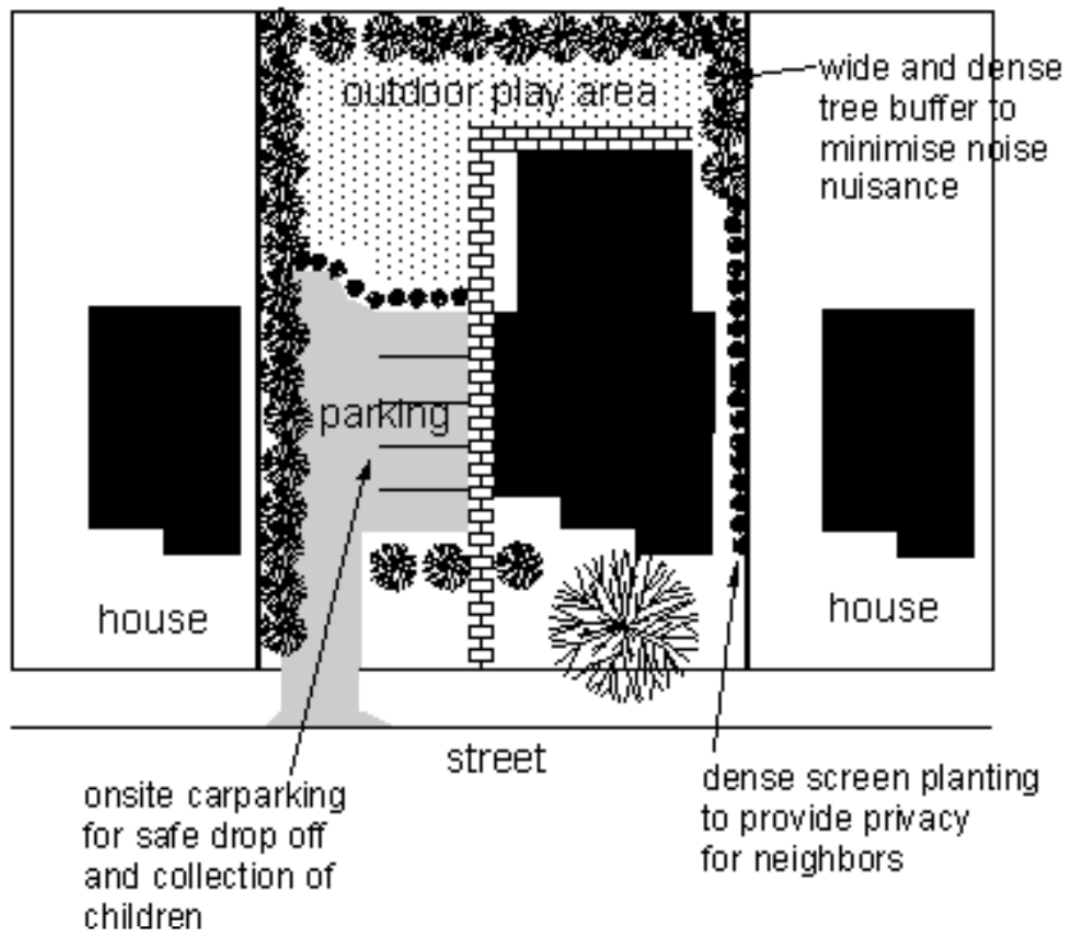 outdoor play area
wide and dense
tree buffer to
minimise noise
nuisance
parking
house
house
street
onsite carparking
for safe drop off
and collection of
children
dense screen planting
to provide privacy
for neighbors